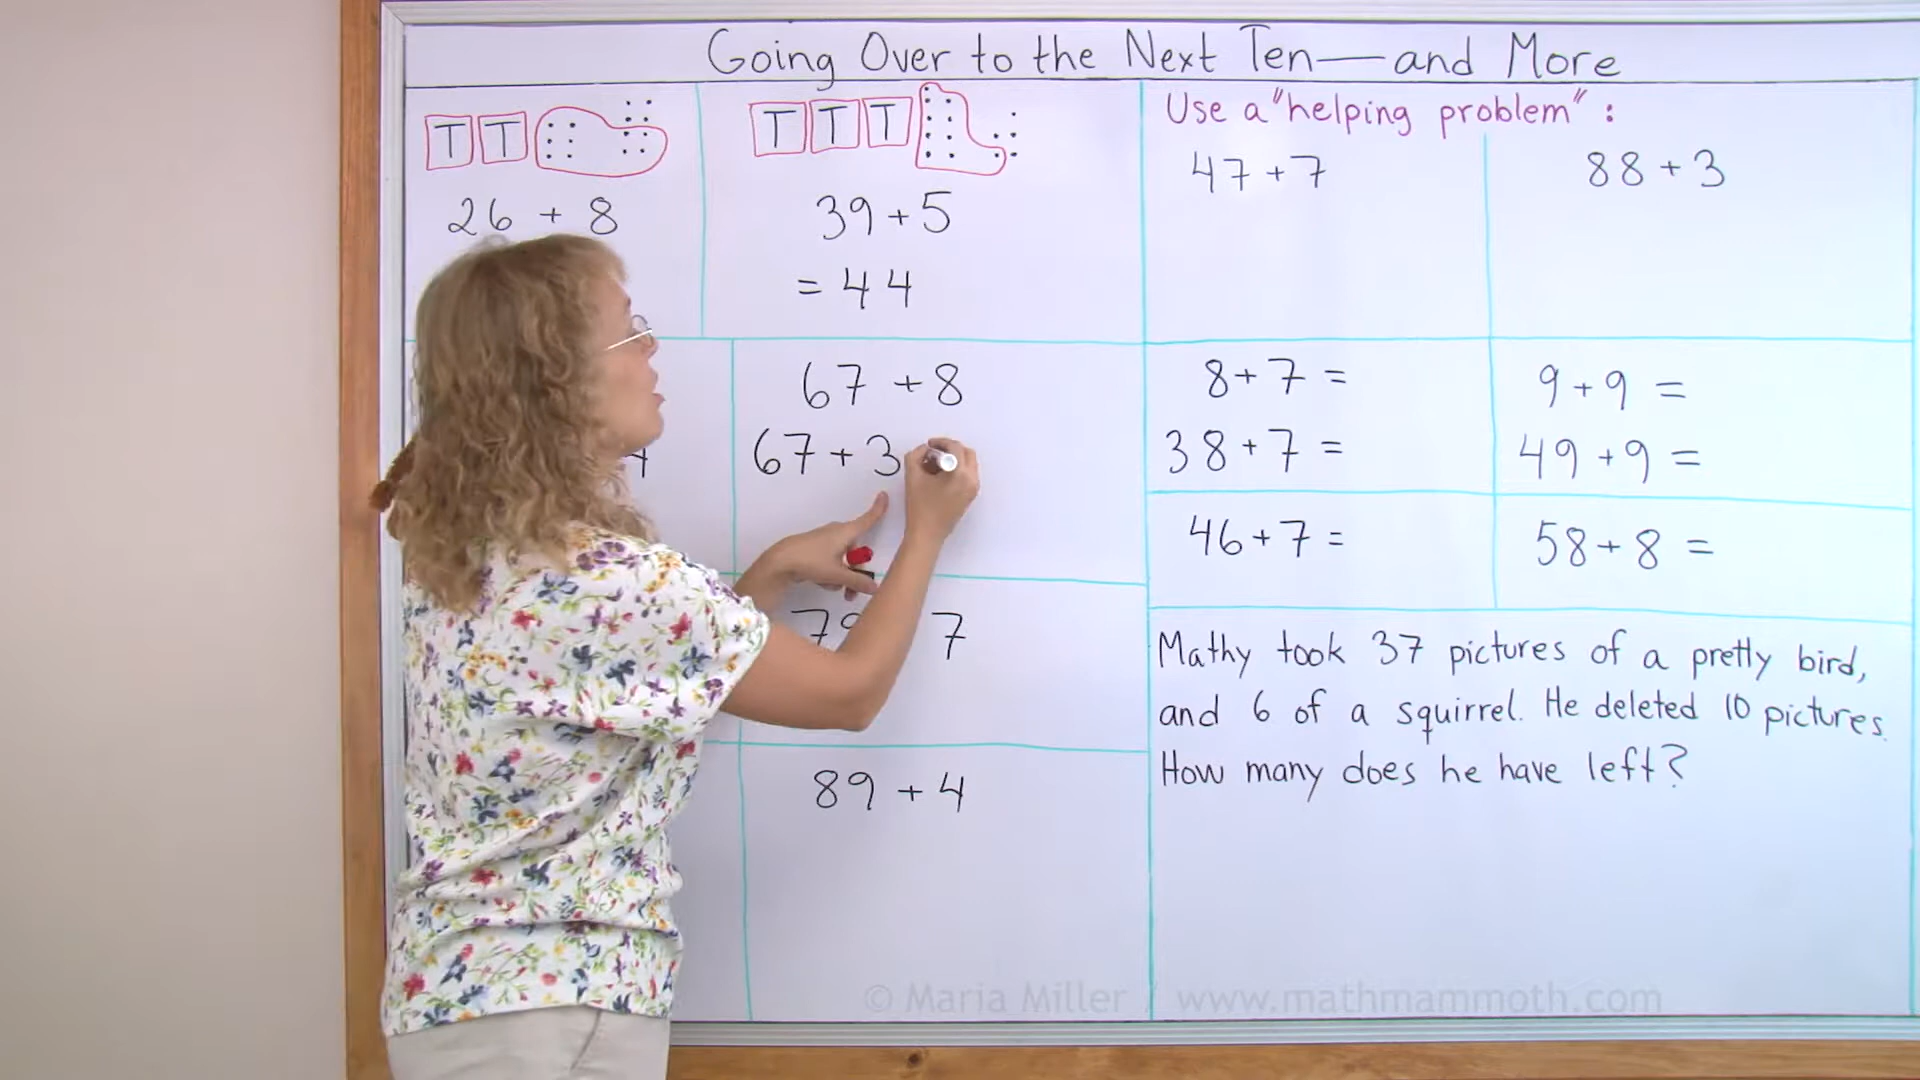 Going Over to the Next Ten—and More
T T
26 + 8
T T T
39 + 5
= 44
67 + 8
67 + 3
7
89 + 4
Use a "helping problem" :
47 + 7
88 + 3
8 + 7 =
38 + 7 =
9 + 9 =
49 + 9 =
46 + 7 =
58 + 8 =
Mathy took 37 pictures of a pretty bird,
and 6 of a squirrel. He deleted 10 pictures.
How many does he have left?
© Maria Miller / www.mathmammoth.com